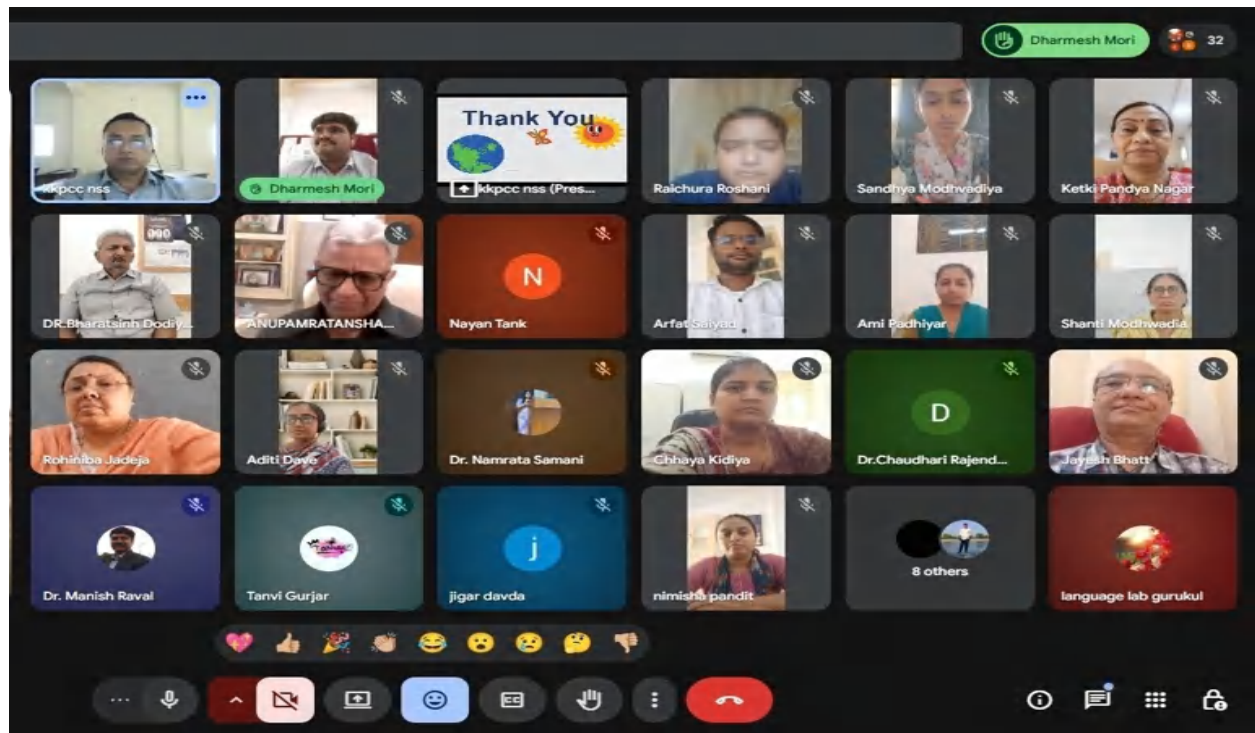 Dharmesh Mori
32
kkpcc nss
Dharmesh Mori
Thank You
kkpcc nss (Pres...
Raichura Roshani
Sandhya Modhvadiya
Ketki Pandya Nagar
DR.Bharatsinh Dodiy...
ANUPAMRATANSHA...
N
Nayan Tank
Arfat Saiyad
Ami Padhiyar
Shanti Modhwadia
Rohiniba Jadeja
Aditi Dave
Dr. Namrata Samani
Chhaya Kidiya
D
Dr.Chaudhari Rajend...
Jayesh Bhatt
Dr. Manish Raval
Tanvi Gurjar
j
jigar davda
nimisha pandit
8 others
language lab gurukul
CC